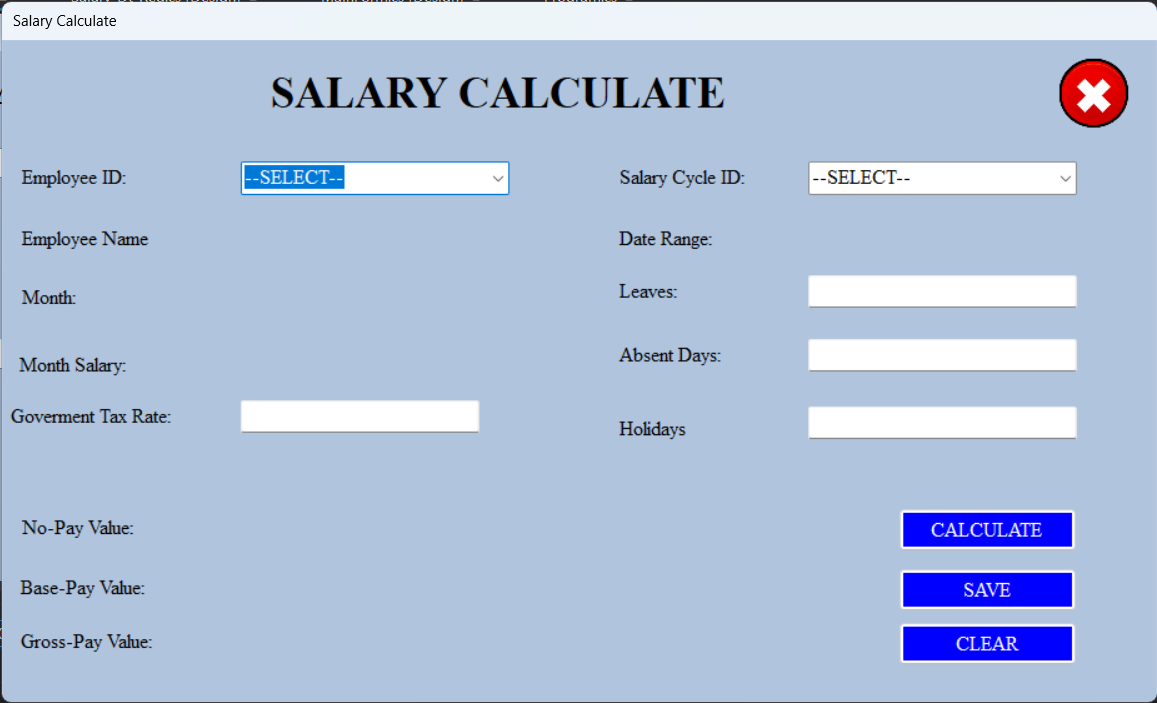 Salary Calculate
SALARY CALCULATE
Employee ID: --SELECT-- Salary Cycle ID: --SELECT--
Employee Name Date Range:
Month: Leaves:
Month Salary: Absent Days:
Goverment Tax Rate: Holidays
No-Pay Value: CALCULATE
Base-Pay Value: SAVE
Gross-Pay Value: CLEAR